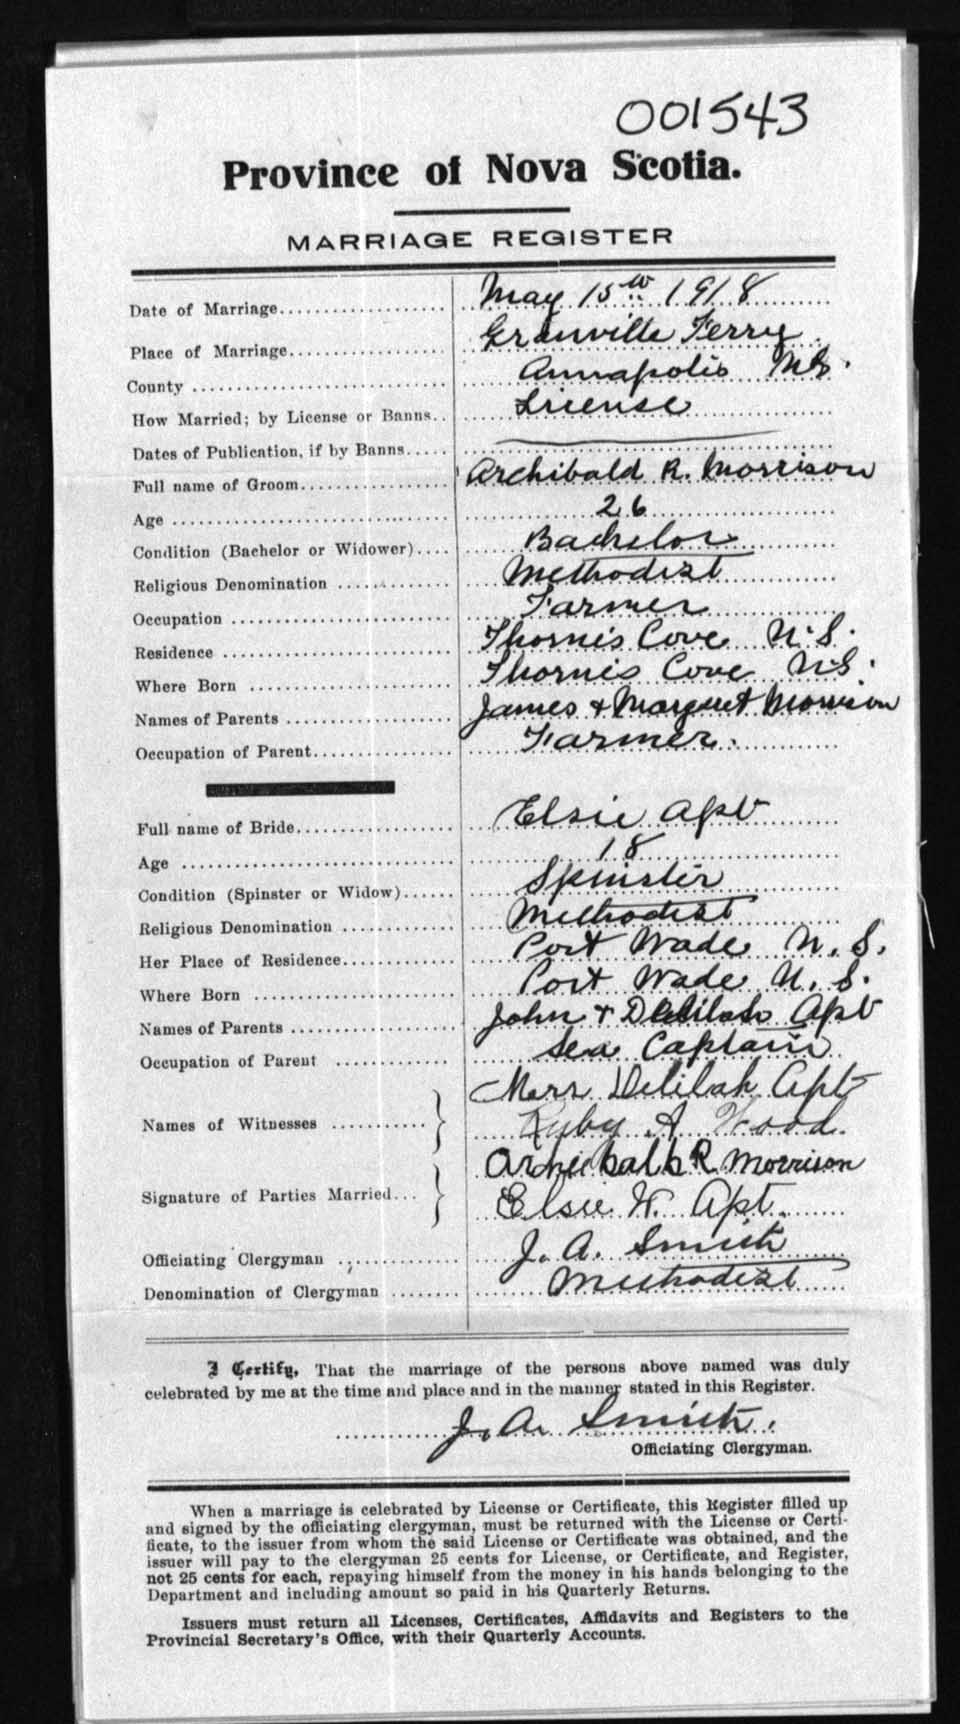 001543
Province of Nova Scotia.
MARRIAGE REGISTER
Date of Marriage May 15th 1918
Place of Marriage Granville Ferry
County Annapolis N.S.
How Married; by License or Banns License
Dates of Publication, if by Banns
Full name of Groom Archibald R. Morrison
Age 26
Condition (Bachelor or Widower) Bachelor
Religious Denomination Methodist
Occupation Farmer
Residence Thornes Cove N.S.
Where Born Thornes Cove N.S.
Names of Parents James + Margaret Morrison
Occupation of Parent Farmer.
Full name of Bride Elsie Apt
Age 18
Condition (Spinster or Widow) Spinster
Religious Denomination Methodist
Her Place of Residence Port Wade N.S.
Where Born Port Wade N.S.
Names of Parents John + Delilah Apt
Occupation of Parent Sea Captain
Names of Witnesses Mrs Delilah Apt
Ruby A Wood
Signature of Parties Married Archibald R Morrison
Elsie W. Apt.
Officiating Clergyman J. A. Smith
Denomination of Clergyman Methodist
I Certify, That the marriage of the persons above named was duly
celebrated by me at the time and place and in the manner stated in this Register.
J. A. Smith.
Officiating Clergyman.
When a marriage is celebrated by License or Certificate, this Register filled up
and signed by the officiating clergyman, must be returned with the License or Certi-
ficate, to the issuer from whom the said License or Certificate was obtained, and the
issuer will pay to the clergyman 25 cents for License, or Certificate, and Register,
not 25 cents for each, repaying himself from the money in his hands belonging to the
Department and including amount so paid in his Quarterly Returns.
Issuers must return all Licenses, Certificates, Affidavits and Registers to the
Provincial Secretary's Office, with their Quarterly Accounts.